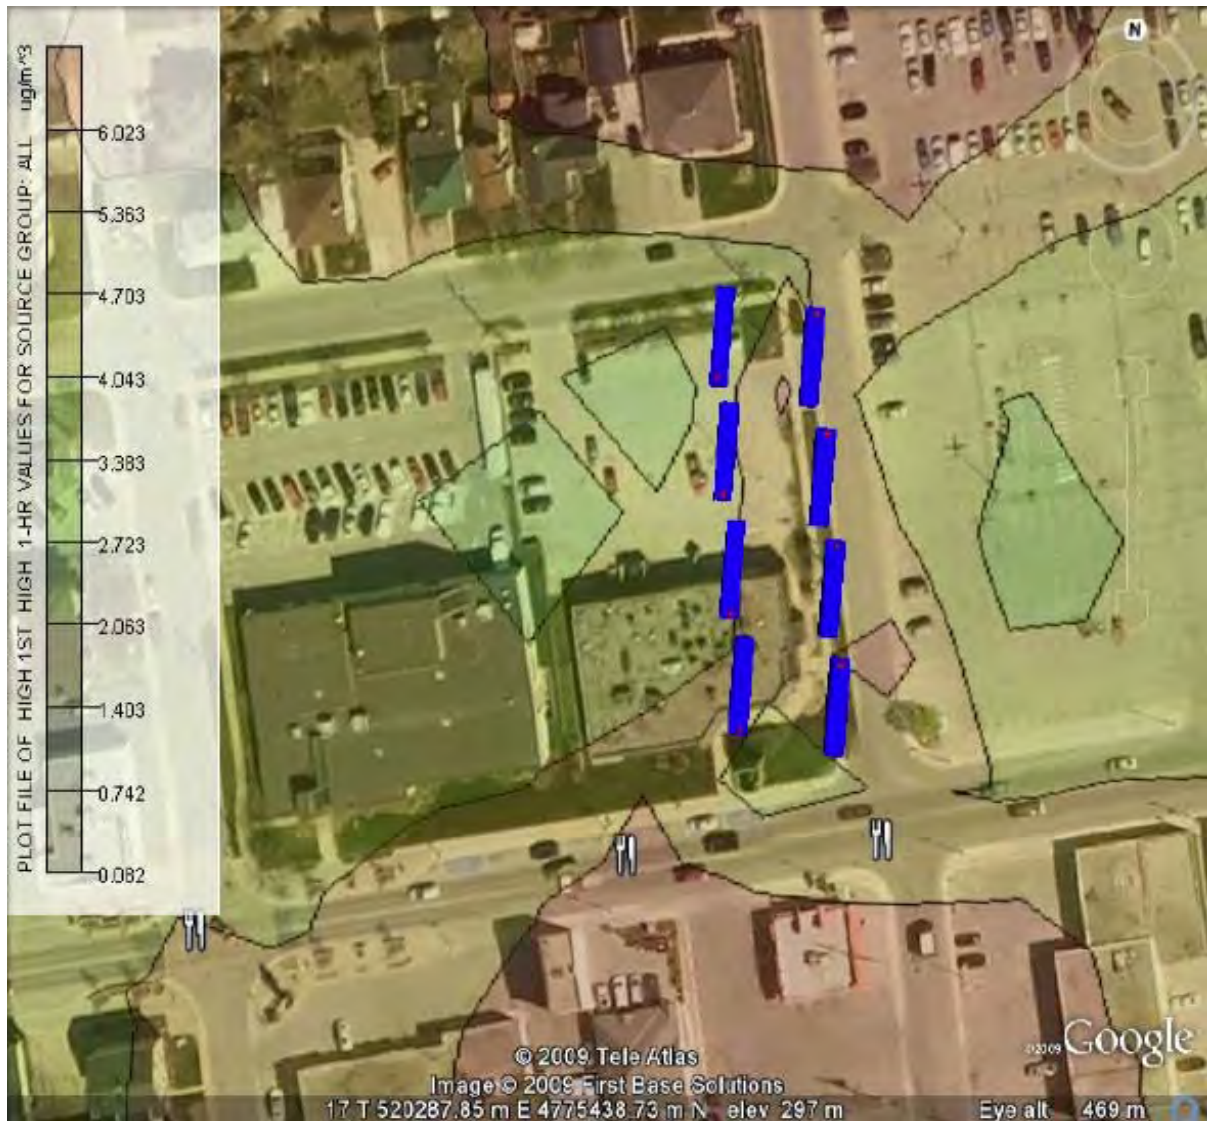 PLOT FILE OF HIGH 1ST HIGH 1-HR VALUES FOR SOURCE GROUP: ALL ug/m^3
6.023
5.363
4.703
4.043
3.383
2.723
2.063
1.403
0.742
0.082
N
©2009 Google
© 2009 Tele Atlas
Image © 2009 First Base Solutions
17 T 520287.85 m E 4775438.73 m N elev 297 m Eye alt 469 m